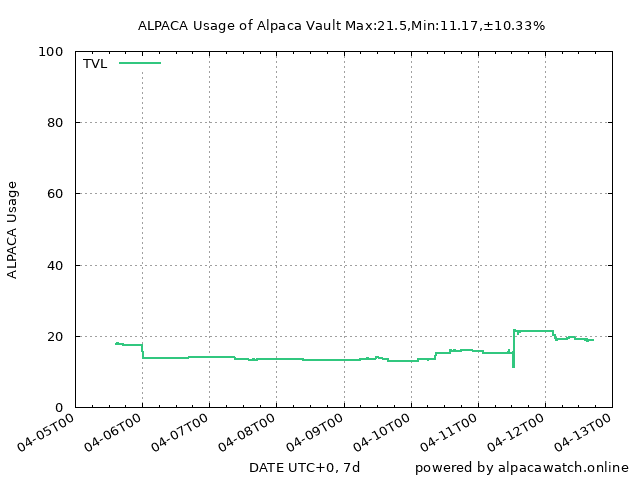 ALPACA Usage of Alpaca Vault Max:21.5,Min:11.17,±10.33%
100
TVL
80
60
ALPACA Usage
40
20
0
04-05T00 04-06T00 04-07T00 04-08T00 04-09T00 04-10T00 04-11T00 04-12T00 04-13T00
DATE UTC+0, 7d powered by alpacawatch.online